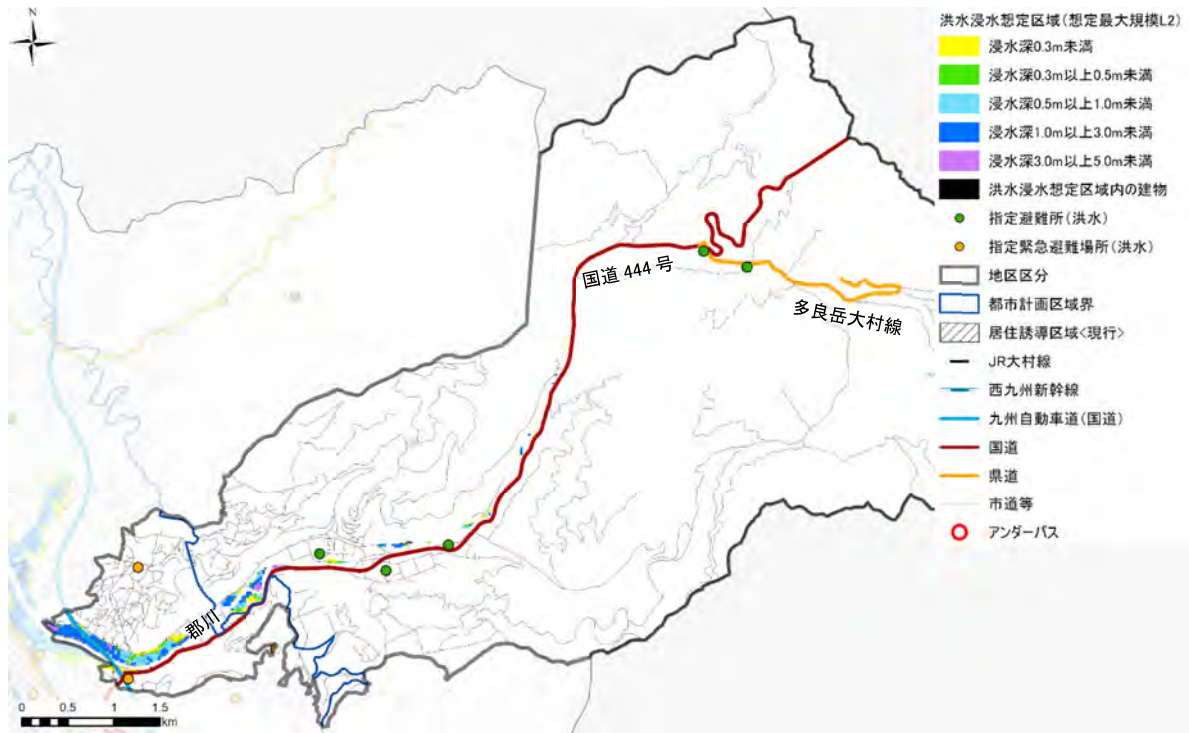 N
洪水浸水想定区域(想定最大規模L2)
浸水深0.3m未満
浸水深0.3m以上0.5m未満
浸水深0.5m以上1.0m未満
浸水深1.0m以上3.0m未満
浸水深3.0m以上5.0m未満
洪水浸水想定区域内の建物
指定避難所(洪水)
指定緊急避難場所(洪水)
地区区分
都市計画区域界
居住誘導区域<現行>
JR大村線
西九州新幹線
九州自動車道(国道)
国道
県道
市道等
アンダーパス
国道 444 号
多良岳大村線
郡川
0 0.5 1 1.5
km